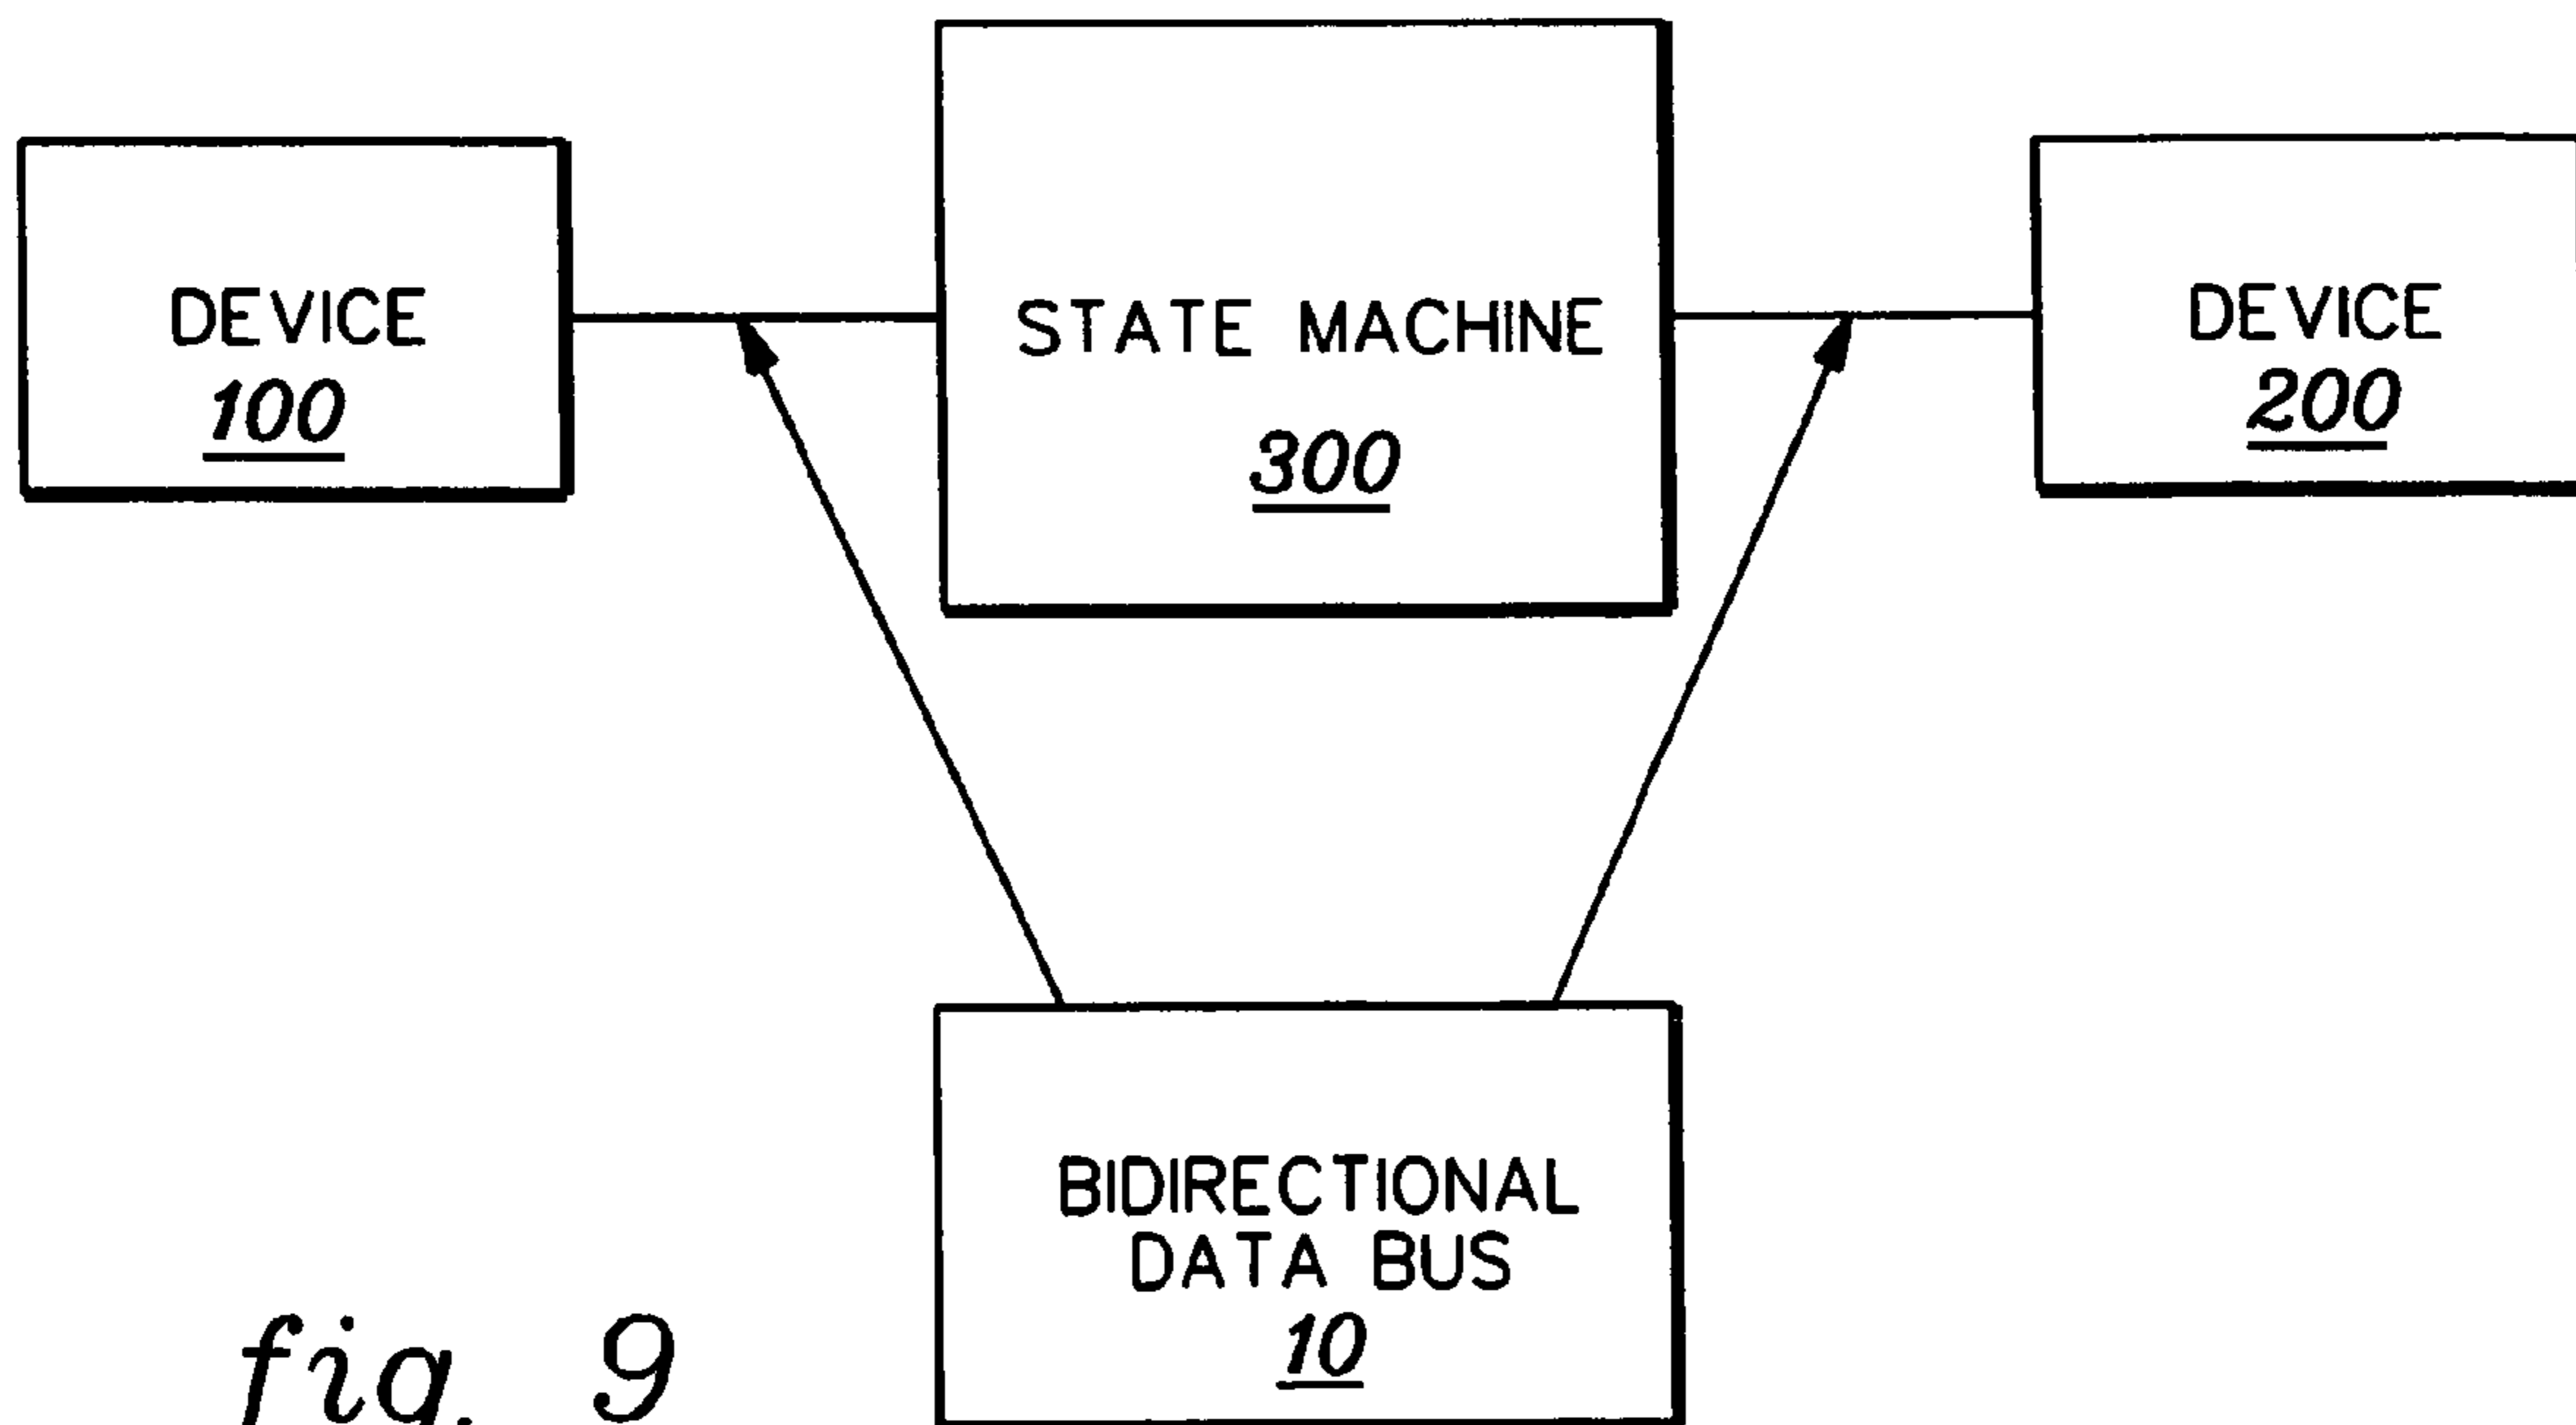 DEVICE
100
STATE MACHINE
300
DEVICE
200
BIDIRECTIONAL
DATA BUS
10
fig. 9